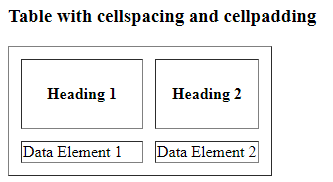 Table with cellspacing and cellpadding
Heading 1 Heading 2
Data Element 1 Data Element 2